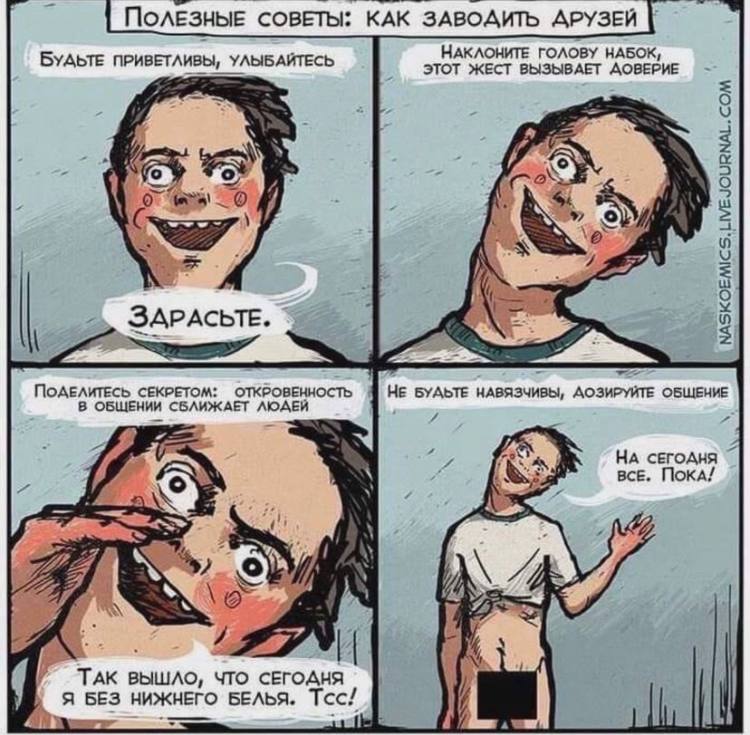 Полезные советы: как заводить друзей
Будьте приветливы, улыбайтесь
Здрасьте.
Наклоните голову набок,
этот жест вызывает доверие
NASKOEMICS.LIVEJOURNAL.COM
Поделитесь секретом: откровенность
в общении сближает людей
Так вышло, что сегодня
я без нижнего белья. Тсс!
Не будьте навязчивы, дозируйте общение
На сегодня
все. Пока!